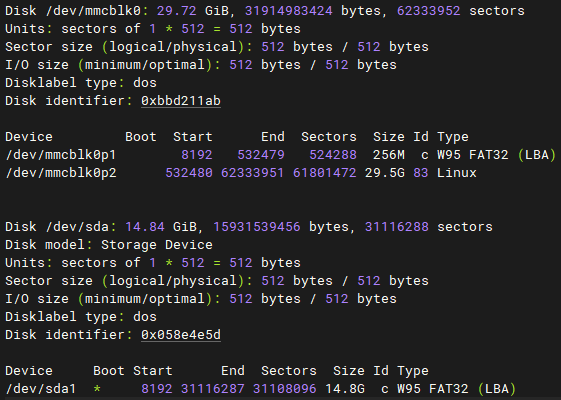 Disk /dev/mmcblk0: 29.72 GiB, 31914983424 bytes, 62333952 sectors
Units: sectors of 1 * 512 = 512 bytes
Sector size (logical/physical): 512 bytes / 512 bytes
I/O size (minimum/optimal): 512 bytes / 512 bytes
Disklabel type: dos
Disk identifier: 0xbbd211ab
Device Boot Start End Sectors Size Id Type
/dev/mmcblk0p1 8192 532479 524288 256M c W95 FAT32 (LBA)
/dev/mmcblk0p2 532480 62333951 61801472 29.5G 83 Linux
Disk /dev/sda: 14.84 GiB, 15931539456 bytes, 31116288 sectors
Disk model: Storage Device
Units: sectors of 1 * 512 = 512 bytes
Sector size (logical/physical): 512 bytes / 512 bytes
I/O size (minimum/optimal): 512 bytes / 512 bytes
Disklabel type: dos
Disk identifier: 0x058e4e5d
Device Boot Start End Sectors Size Id Type
/dev/sda1 * 8192 31116287 31108096 14.8G c W95 FAT32 (LBA)